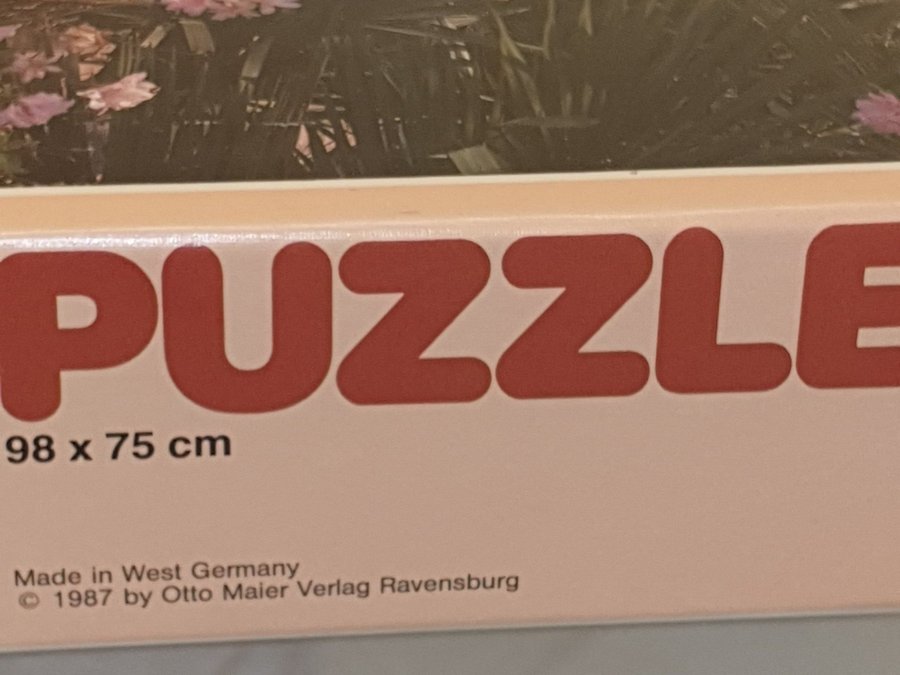 PUZZLE
98 x 75 cm
Made in West Germany
© 1987 by Otto Maier Verlag Ravensburg